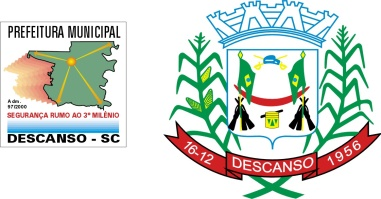 PREFEITURA MUNICIPAL
Adm.
97/2000
SEGURANÇA RUMO AO 3º MILÊNIO
DESCANSO - SC
16-12 DESCANSO 1956